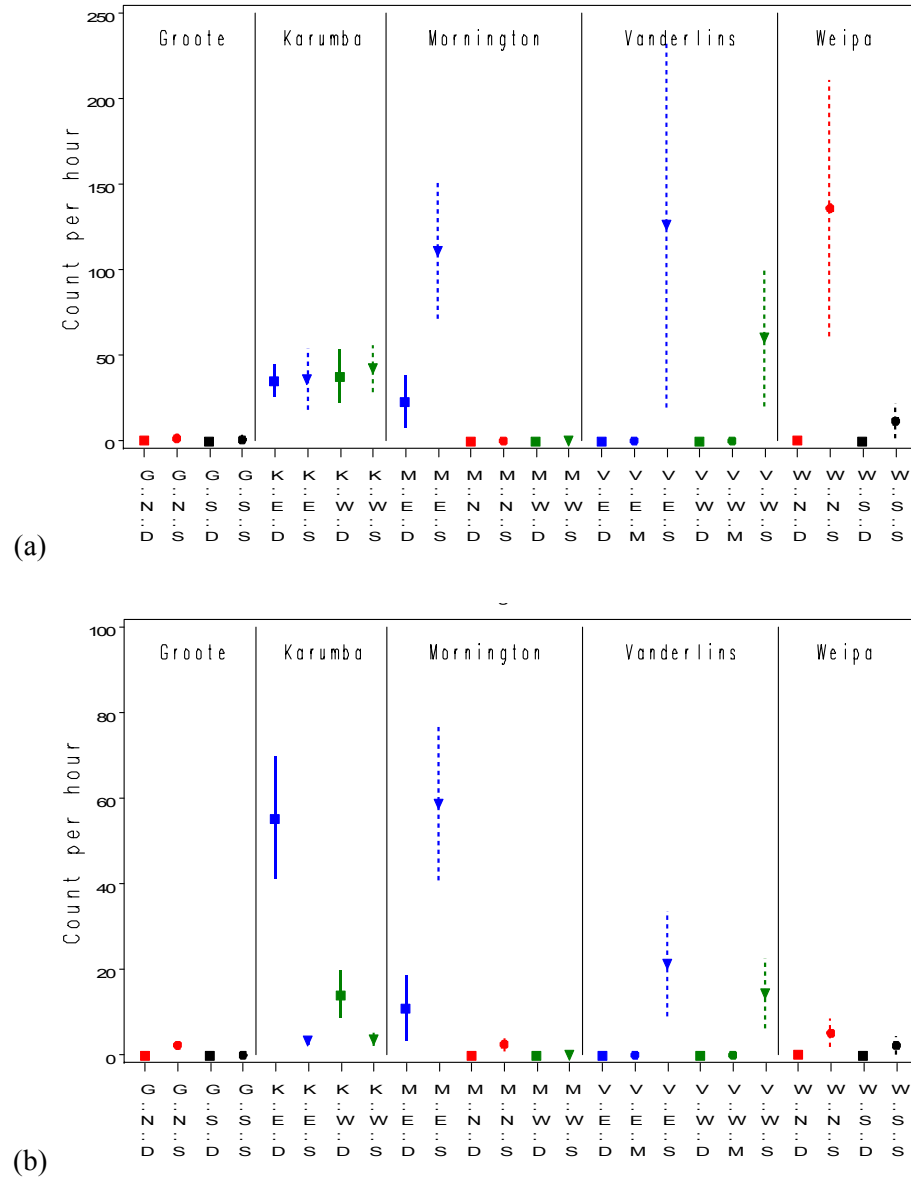 250
Groote Karumba Mornington Vanderlins Weipa
200
150
100
50
0
Count per hour
G:N:D G:N:S G:S:D G:S:S K:E:D K:E:S K:W:D K:W:S M:E:D M:E:S M:N:D M:N:S M:W:D M:W:S V:E:D V:E:M V:E:S V:W:D V:W:M V:W:S W:N:D W:N:S W:S:D W:S:S
(a)
100
Groote Karumba Mornington Vanderlins Weipa
80
60
40
20
0
Count per hour
G:N:D G:N:S G:S:D G:S:S K:E:D K:E:S K:W:D K:W:S M:E:D M:E:S M:N:D M:N:S M:W:D M:W:S V:E:D V:E:M V:E:S V:W:D V:W:M V:W:S W:N:D W:N:S W:S:D W:S:S
(b)